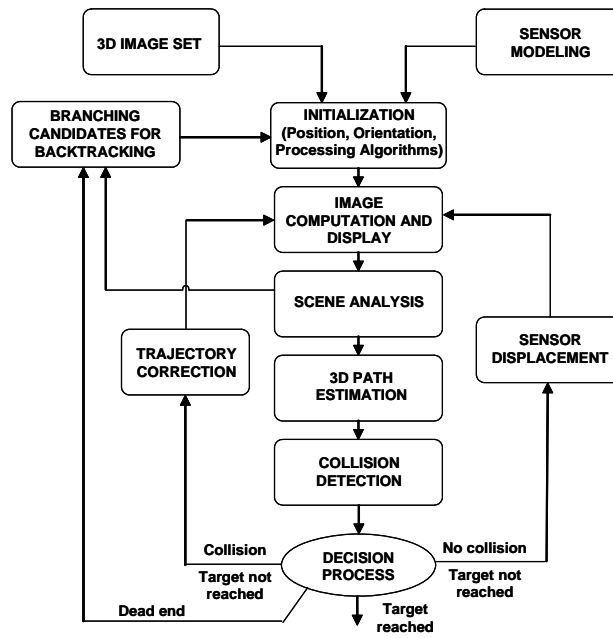 3D IMAGE SET
SENSOR
MODELING
BRANCHING
CANDIDATES FOR
BACKTRACKING
INITIALIZATION
(Position, Orientation,
Processing Algorithms)
IMAGE
COMPUTATION AND
DISPLAY
SCENE ANALYSIS
TRAJECTORY
CORRECTION
SENSOR
DISPLACEMENT
3D PATH
ESTIMATION
COLLISION
DETECTION
Collision
Target not
reached
DECISION
PROCESS
No collision
Target not
reached
Dead end
Target
reached